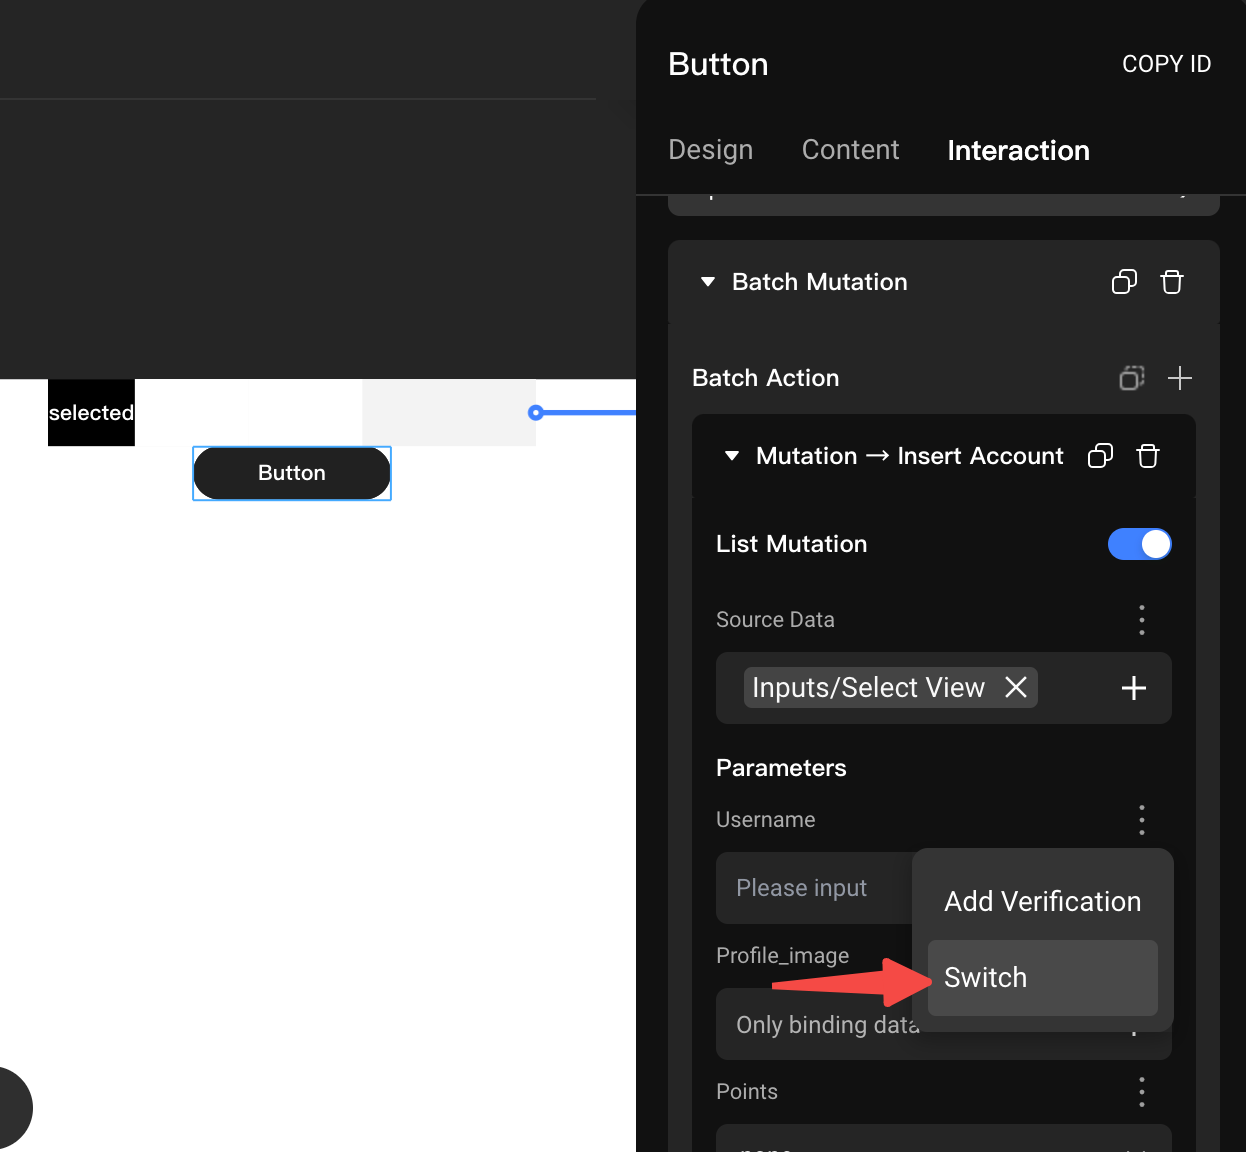 Button
COPY ID
Design
Content
Interaction
Batch Mutation
Batch Action
Mutation → Insert Account
List Mutation
Source Data
Inputs/Select View
Parameters
Username
Please input
Add Verification
Switch
Profile_image
Only binding data
Points
selected
Button